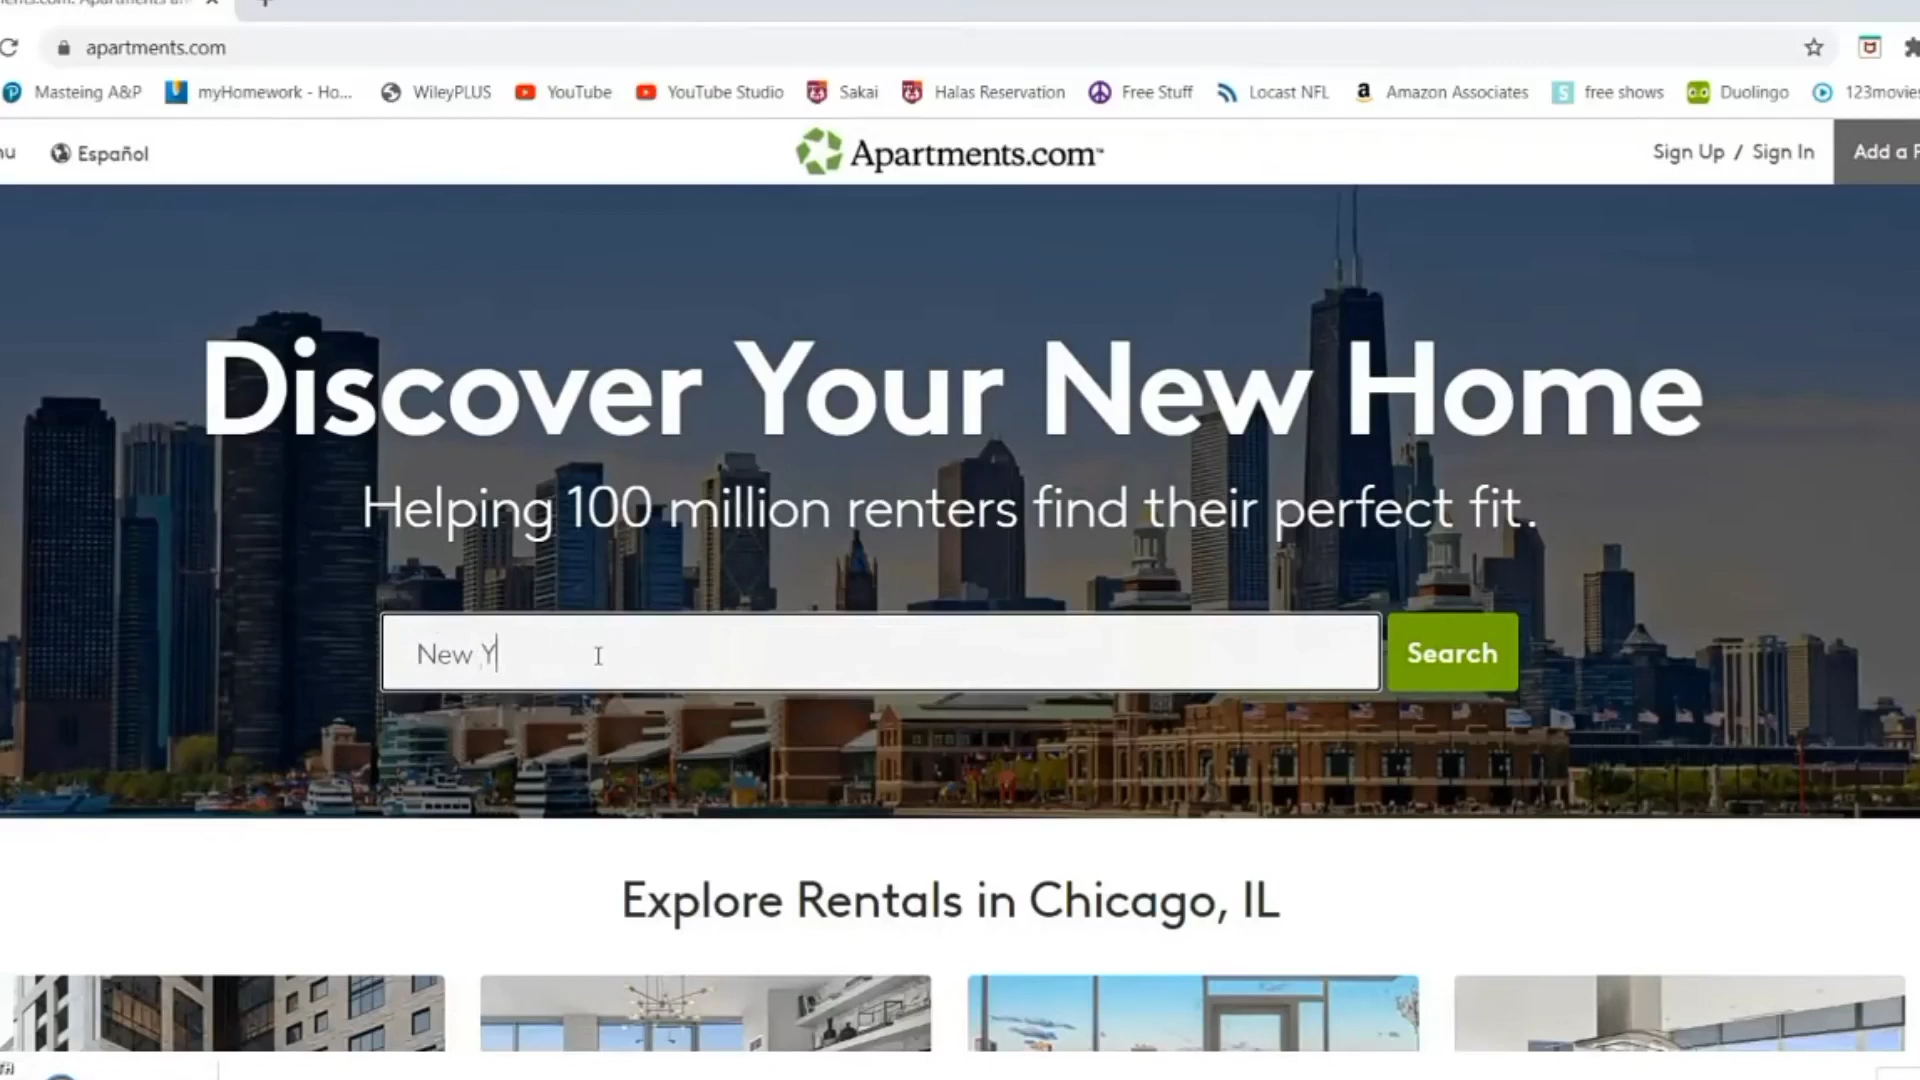 apartments.com
Masteing A&P myHomework - Ho... WileyPLUS YouTube YouTube Studio Sakai Halas Reservation Free Stuff Locast NFL Amazon Associates free shows Duolingo 123movies
Español Apartments.com™ Sign Up / Sign In Add a
Discover Your New Home
Helping 100 million renters find their perfect fit.
New Y
Search
Explore Rentals in Chicago, IL